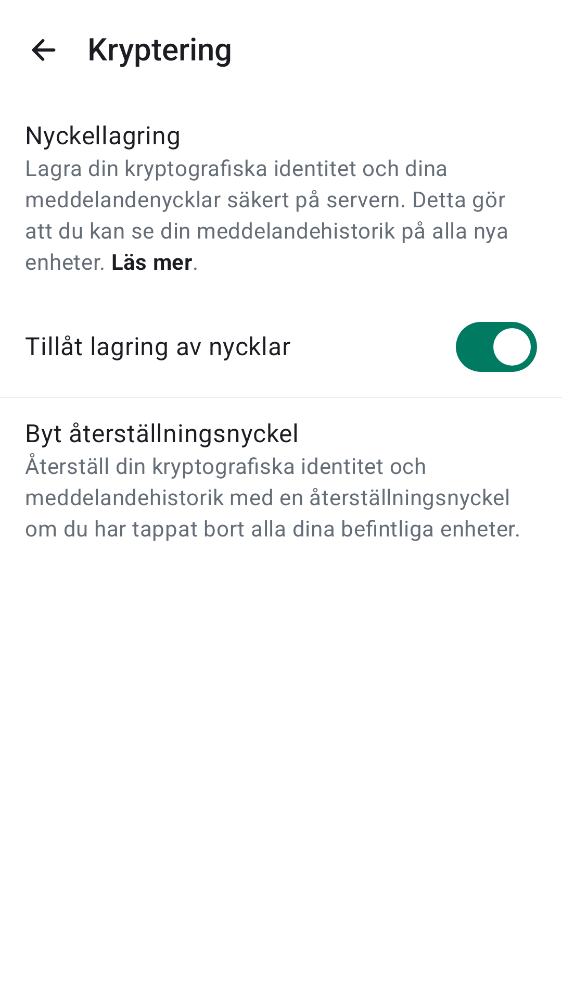 Kryptering
Nyckellagring
Lagra din kryptografiska identitet och dina
meddelandenycklar säkert på servern. Detta gör
att du kan se din meddelandehistorik på alla nya
enheter. Läs mer.
Tillåt lagring av nycklar
Byt återställningsnyckel
Återställ din kryptografiska identitet och
meddelandehistorik med en återställningsnyckel
om du har tappat bort alla dina befintliga enheter.